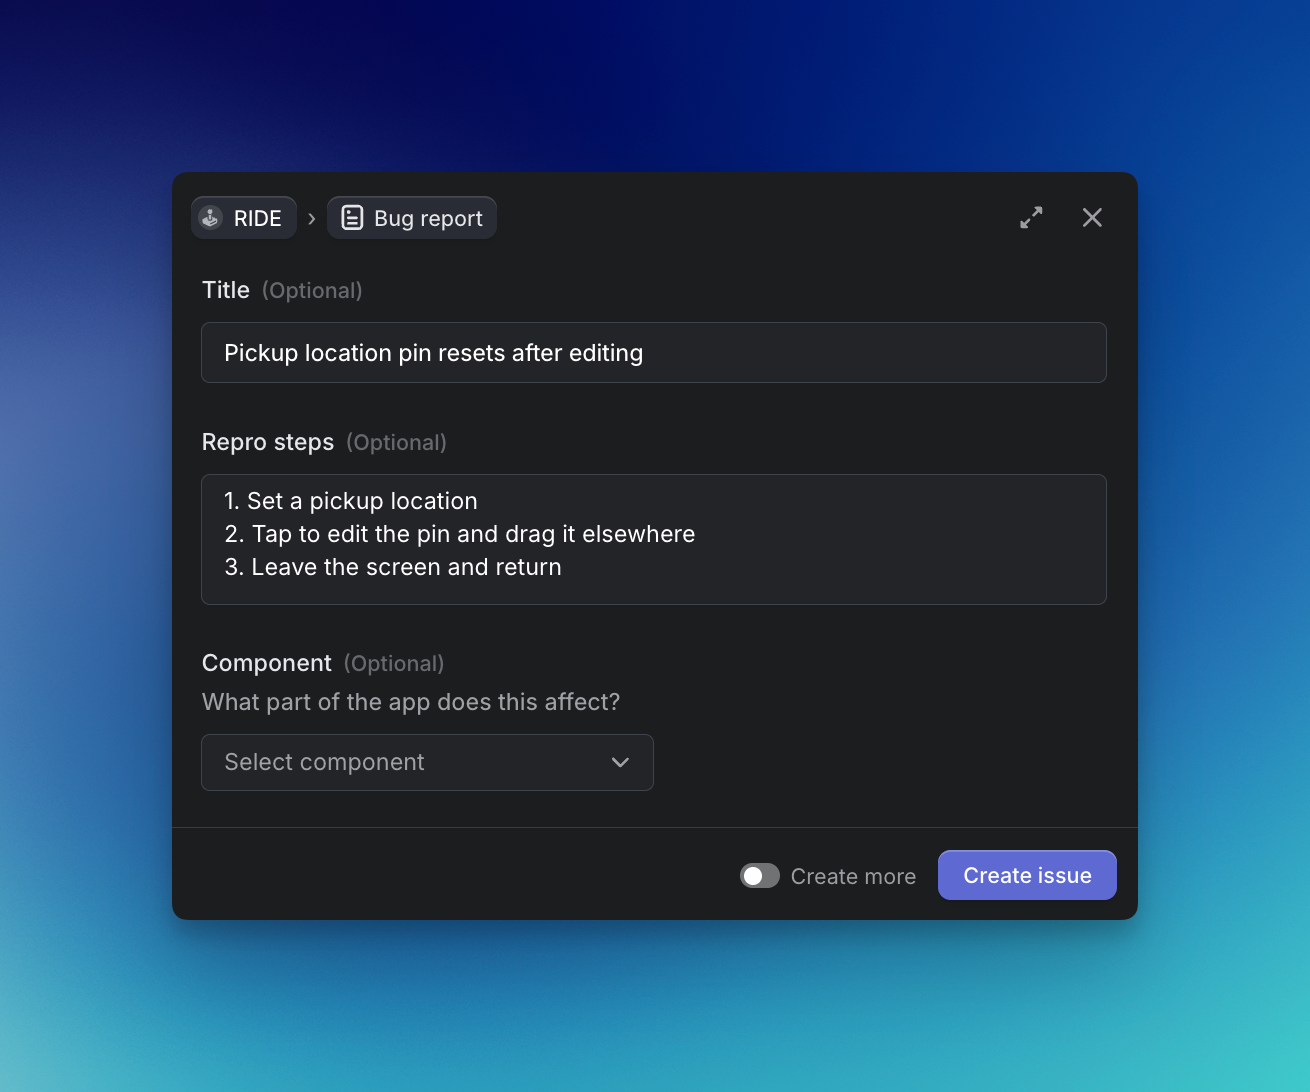 RIDE › Bug report
Title (Optional)
Pickup location pin resets after editing
Repro steps (Optional)
1. Set a pickup location
2. Tap to edit the pin and drag it elsewhere
3. Leave the screen and return
Component (Optional)
What part of the app does this affect?
Select component
Create more
Create issue